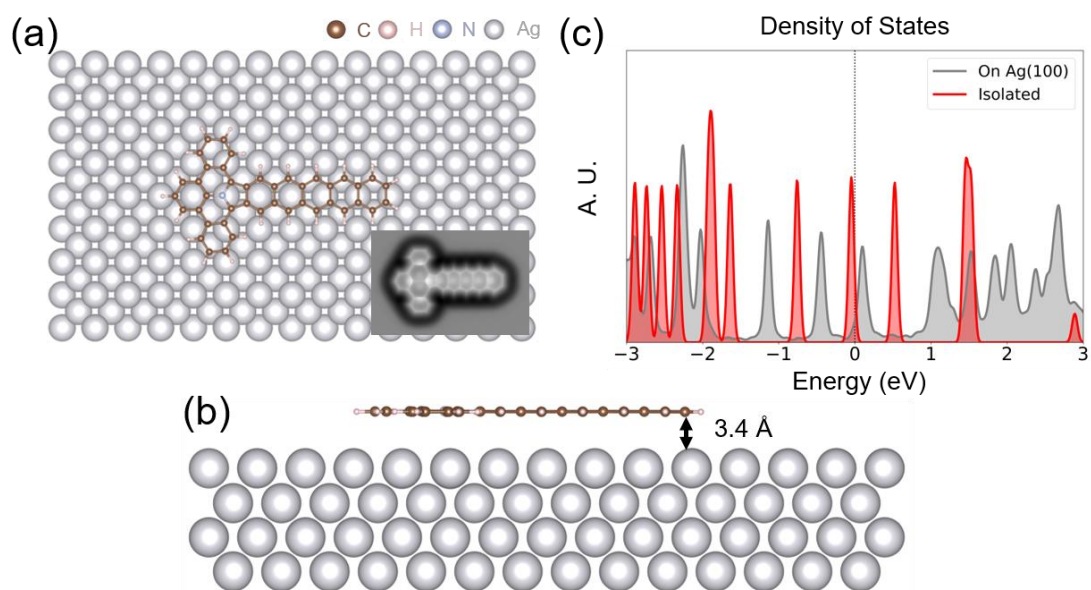 (a)
C H N Ag
(c)
Density of States
On Ag(100)
Isolated
A. U.
−3 −2 −1 0 1 2 3
Energy (eV)
(b)
3.4 Å